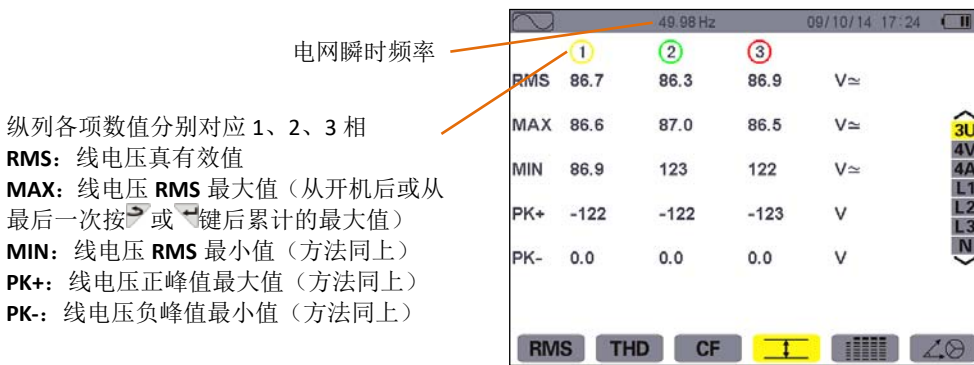 49.98 Hz 09/10/14 17:24
电网瞬时频率
1 2 3
RMS 86.7 86.3 86.9 V≃
MAX 86.6 87.0 86.5 V≃
MIN 86.9 123 122 V≃
PK+ -122 -122 -123 V
PK- 0.0 0.0 0.0 V
3U
4V
4A
L1
L2
L3
N
RMS THD CF
纵列各项数值分别对应 1、2、3 相
RMS：线电压真有效值
MAX：线电压 RMS 最大值（从开机后或从
最后一次按或键后累计的最大值）
MIN：线电压 RMS 最小值（方法同上）
PK+：线电压正峰值最大值（方法同上）
PK-：线电压负峰值最小值（方法同上）